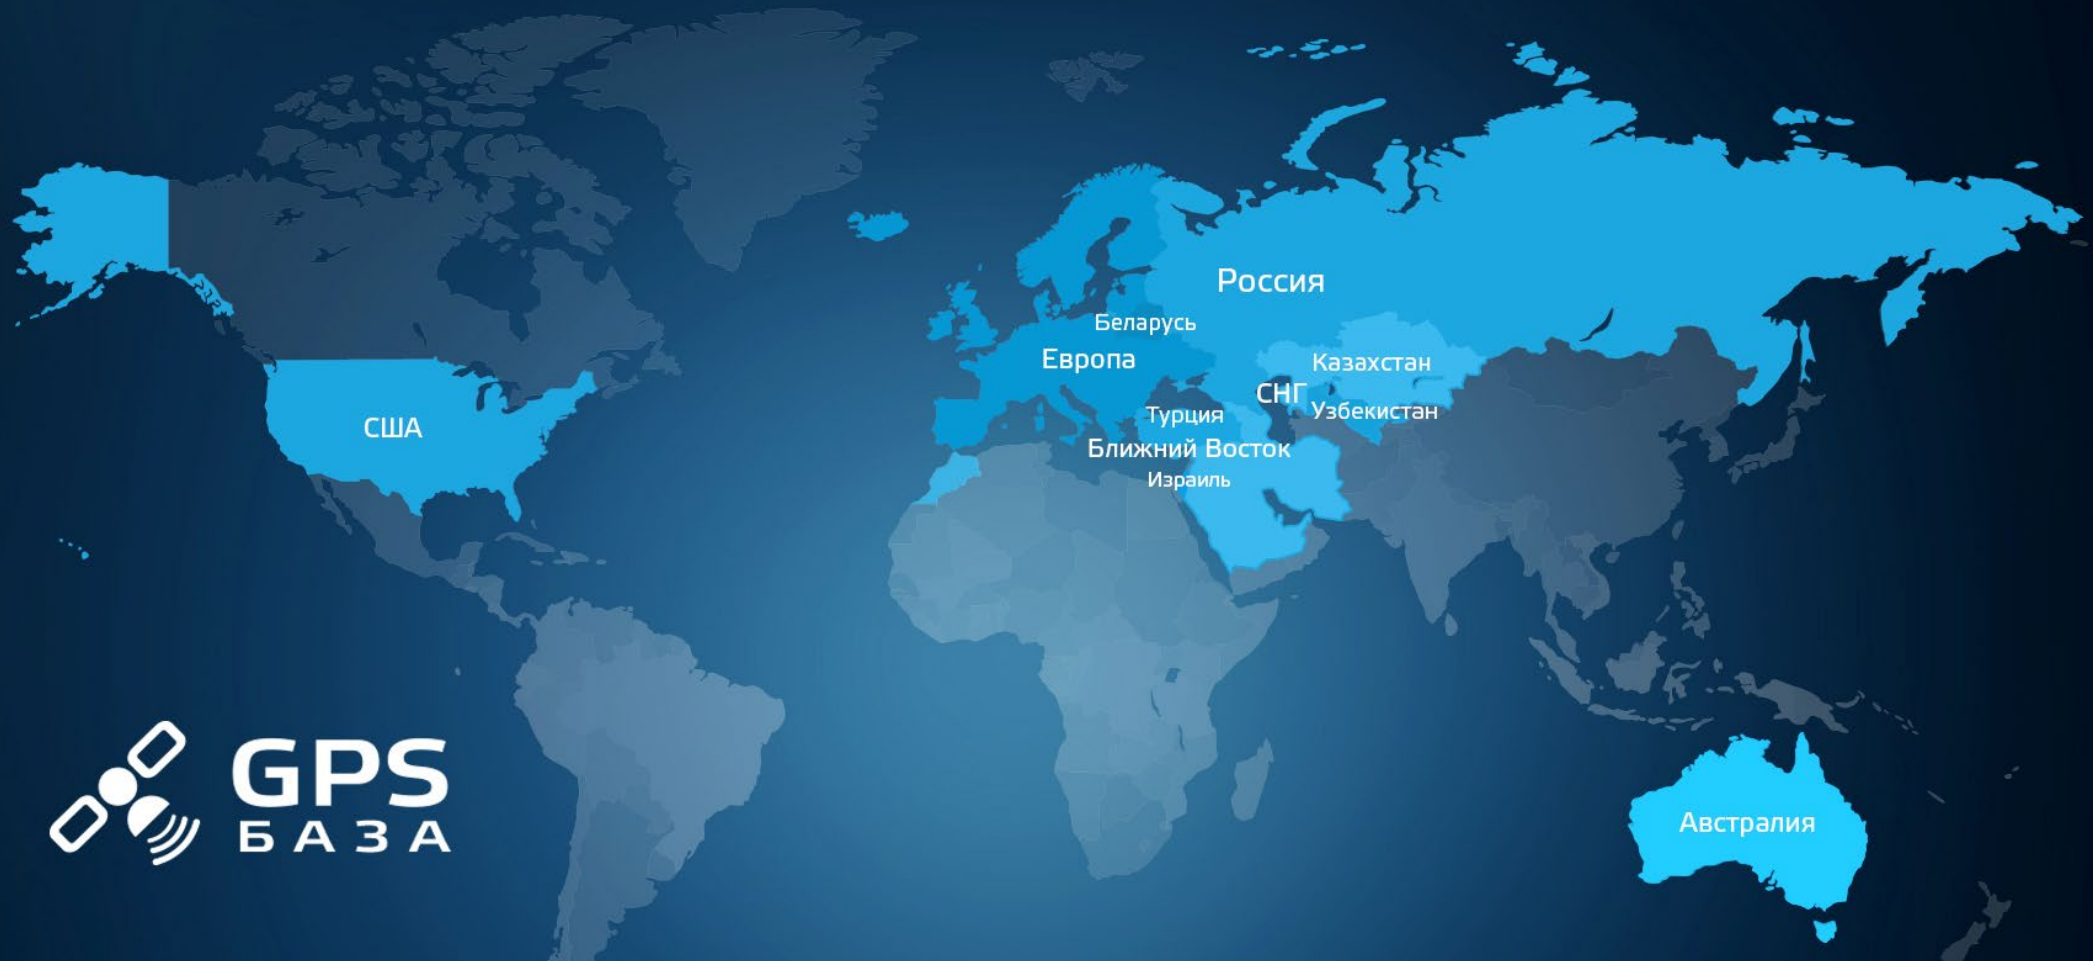 Россия
Беларусь
Европа
Казахстан
СНГ
Узбекистан
США
Турция
Ближний Восток
Израиль
GPS
БАЗА
Австралия